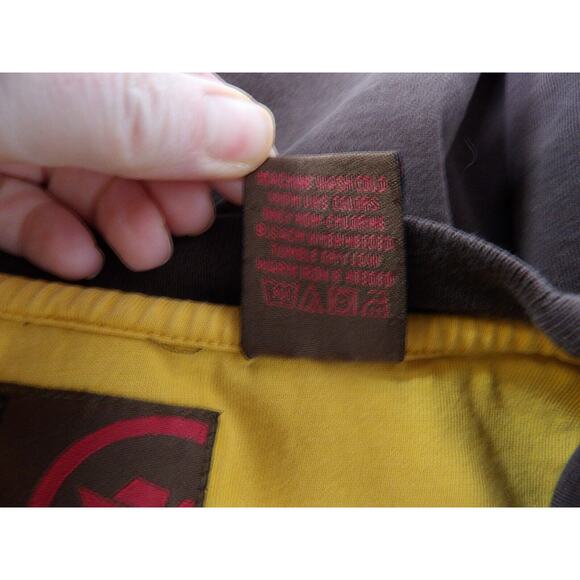 MACHINE WASH COLD
WITH LIKE COLORS
ONLY NON-CHLORINE
BLEACH WHEN NEEDED
TUMBLE DRY LOW
WARM IRON IF NEEDED